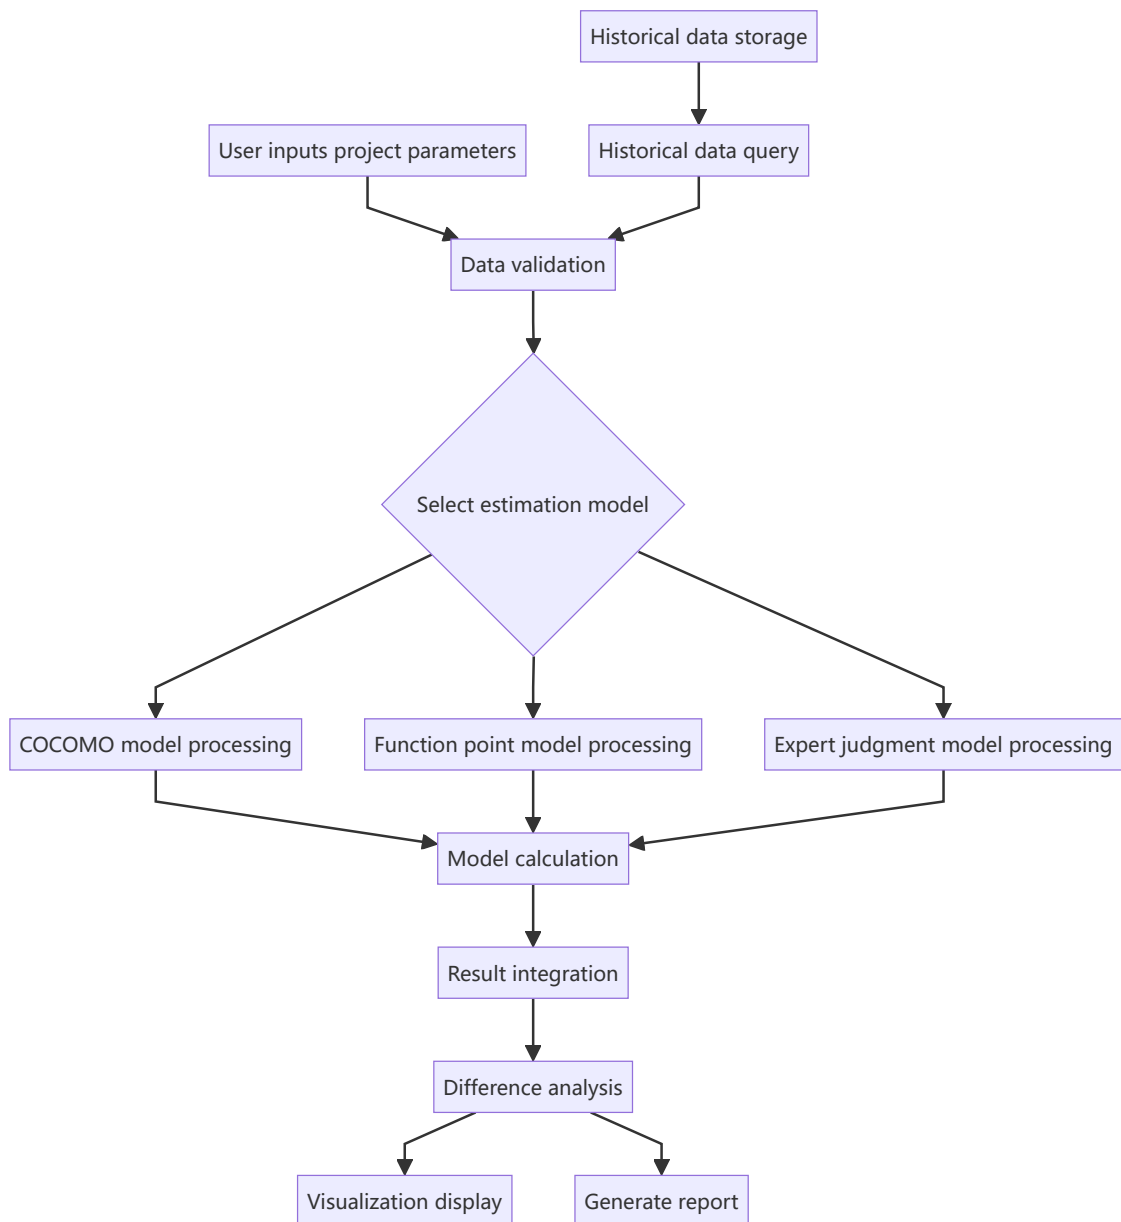 Historical data storage
User inputs project parameters
Historical data query
Data validation
Select estimation model
COCOMO model processing
Function point model processing
Expert judgment model processing
Model calculation
Result integration
Difference analysis
Visualization display
Generate report